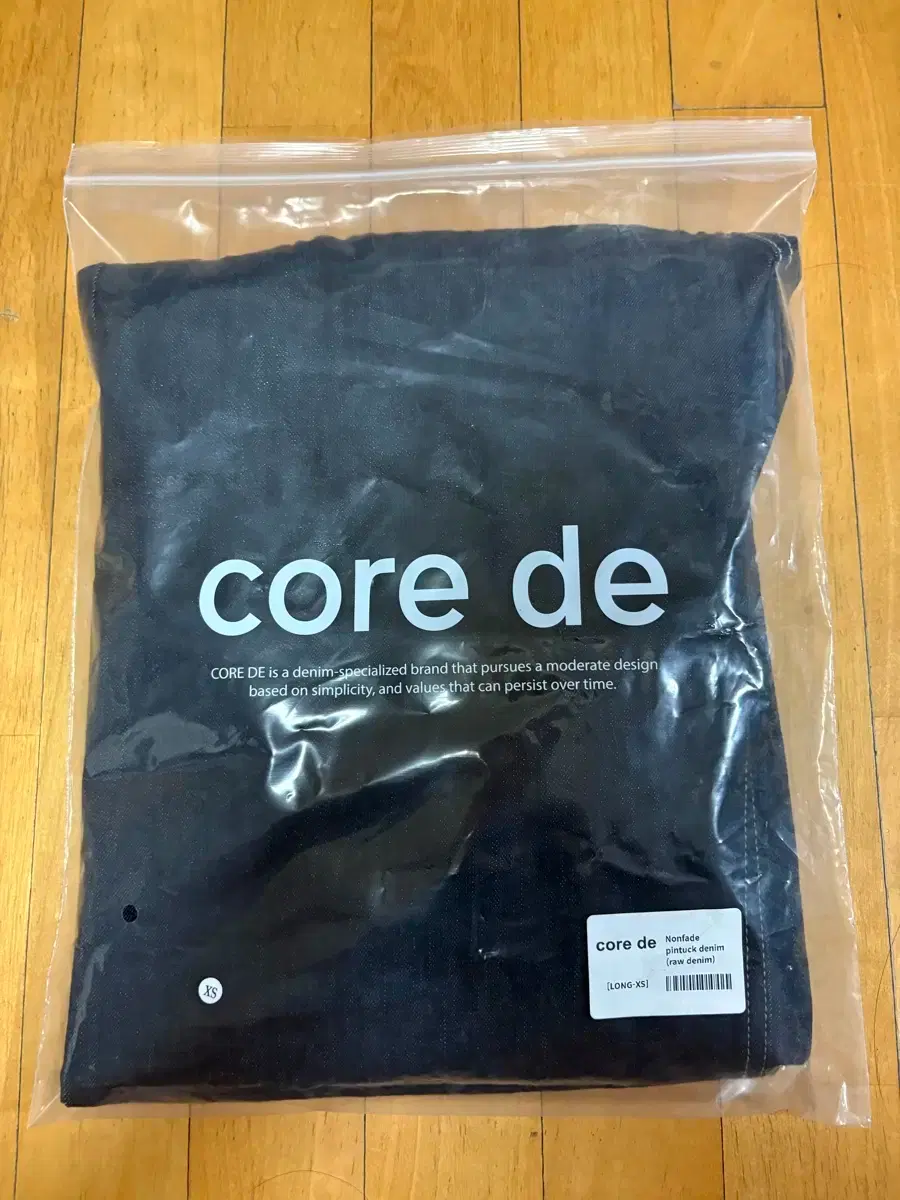 core de
CORE DE is a denim-specialized brand that pursues a moderate design
based on simplicity, and values that can persist over time.
core de
Nonfade
pintuck denim
(raw denim)
[LONG-XS]
XS